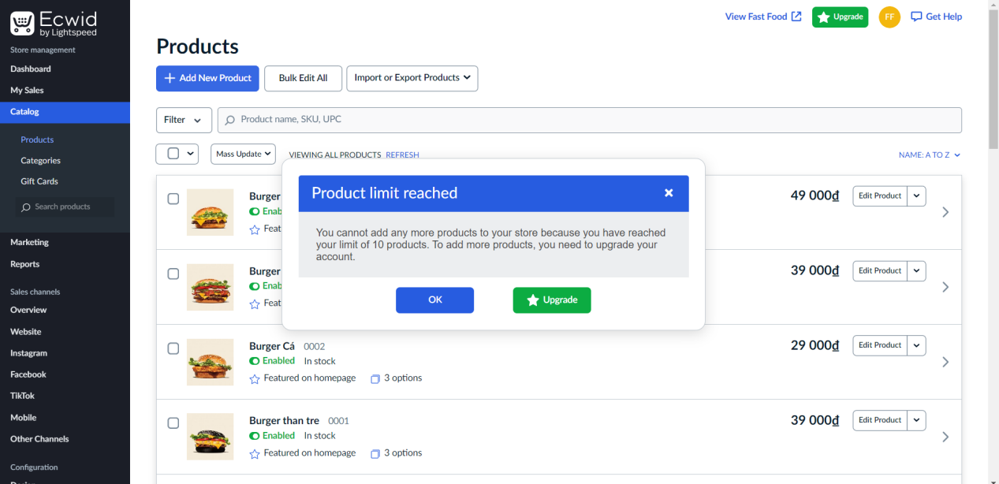 Ecwid
by Lightspeed
View Fast Food
Upgrade
FF
Get Help
Store management
Dashboard
My Sales
Catalog
Products
Categories
Gift Cards
Search products
Marketing
Reports
Sales channels
Overview
Website
Instagram
Facebook
TikTok
Mobile
Other Channels
Configuration
Products
Add New Product
Bulk Edit All
Import or Export Products
Filter
Product name, SKU, UPC
Mass Update
VIEWING ALL PRODUCTS REFRESH
NAME: A TO Z
Product limit reached
You cannot add any more products to your store because you have reached
your limit of 10 products. To add more products, you need to upgrade your
account.
OK
Upgrade
Burger
49 000₫
Edit Product
Enab
Feat
Burger
39 000₫
Edit Product
Enab
Feat
Burger Cá 0002
29 000₫
Edit Product
Enabled In stock
Featured on homepage 3 options
Burger than tre 0001
39 000₫
Edit Product
Enabled In stock
Featured on homepage 3 options